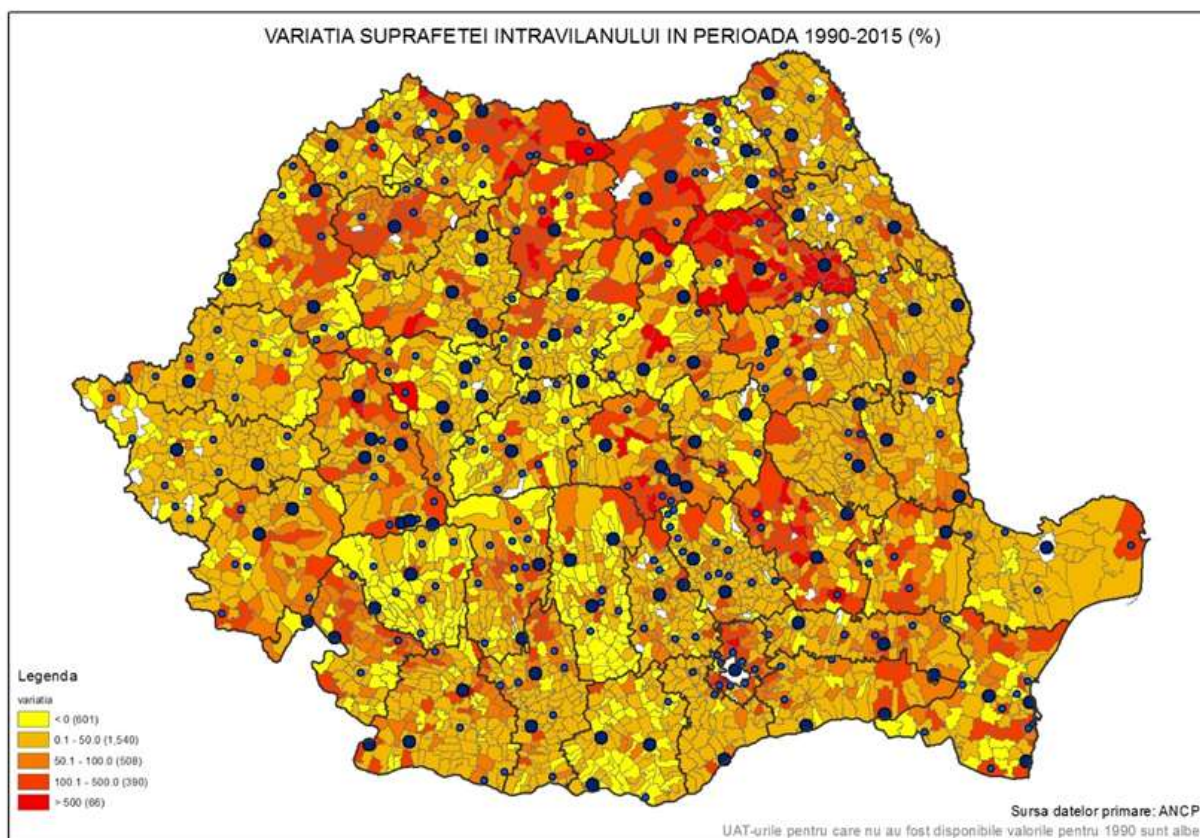 VARIATIA SUPRAFETEI INTRAVILANULUI IN PERIOADA 1990-2015 (%)
Legenda
variatia
< 0 (601)
0.1 - 50.0 (1,540)
50.1 - 100.0 (508)
100.1 - 500.0 (390)
> 500 (66)
Sursa datelor primare: ANCP
UAT-urile pentru care nu au fost disponibile valorile pentru 1990 sunt albe